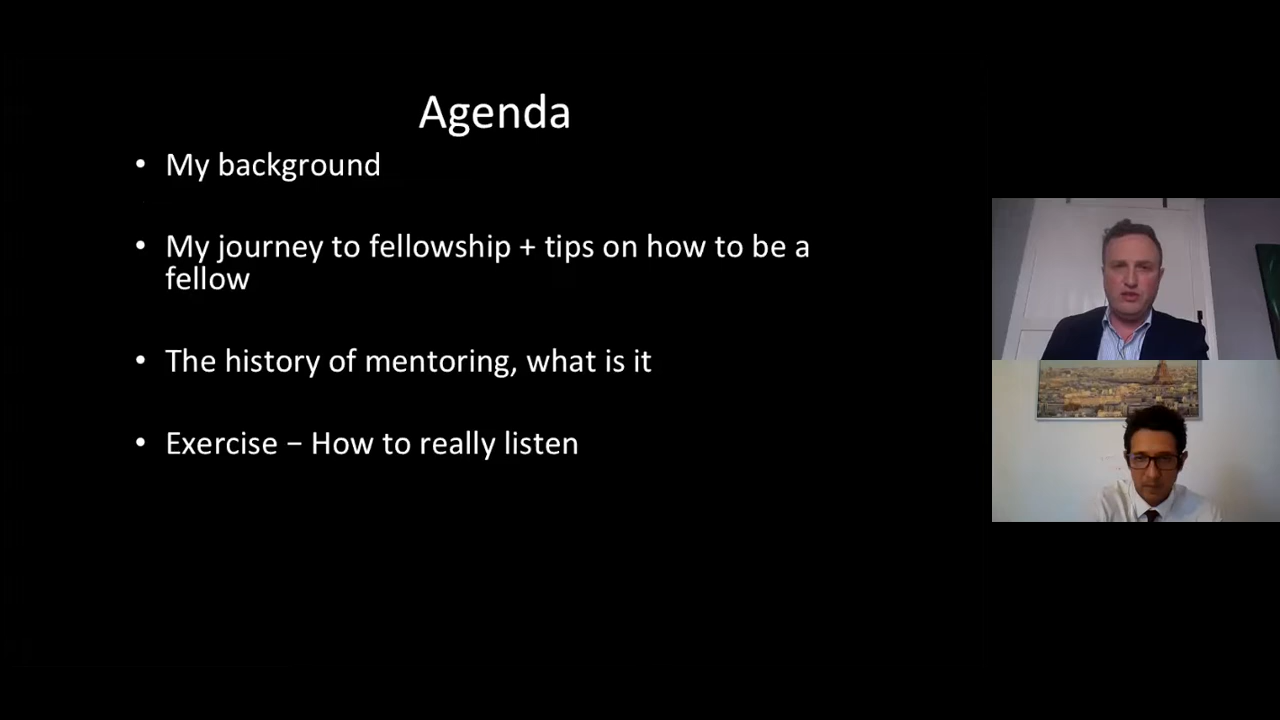 Agenda
• My background
• My journey to fellowship + tips on how to be a
fellow
• The history of mentoring, what is it
• Exercise – How to really listen